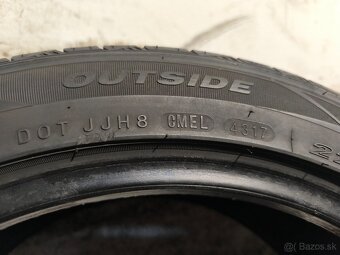 OUTSIDE
DOT JJH8 CMEL 4317
© Bazos.sk